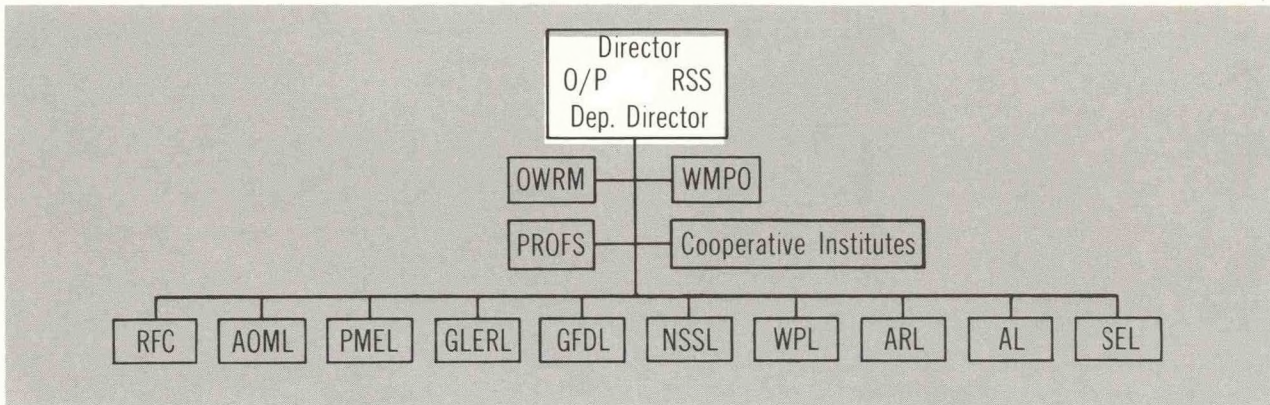 Director
O/P RSS
Dep. Director
OWRM WMPO
PROFS Cooperative Institutes
RFC AOML PMEL GLERL GFDL NSSL WPL ARL AL SEL